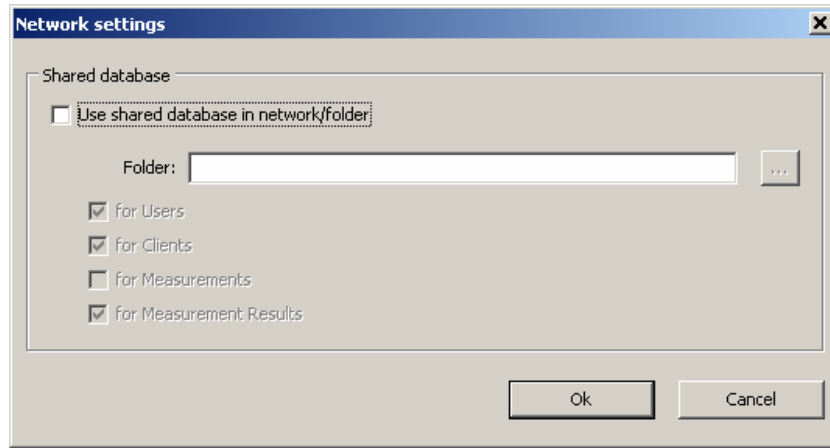 Network settings
Shared database
Use shared database in network/folder
Folder:
...
for Users
for Clients
for Measurements
for Measurement Results
Ok Cancel